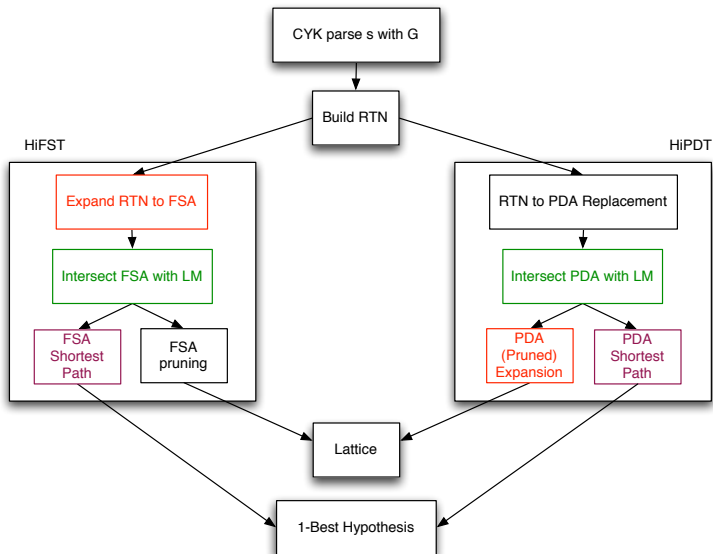 CYK parse s with G
Build RTN
HiFST
HiPDT
Expand RTN to FSA
RTN to PDA Replacement
Intersect FSA with LM
Intersect PDA with LM
FSA
Shortest
Path
FSA
pruning
PDA
(Pruned)
Expansion
PDA
Shortest
Path
Lattice
1-Best Hypothesis